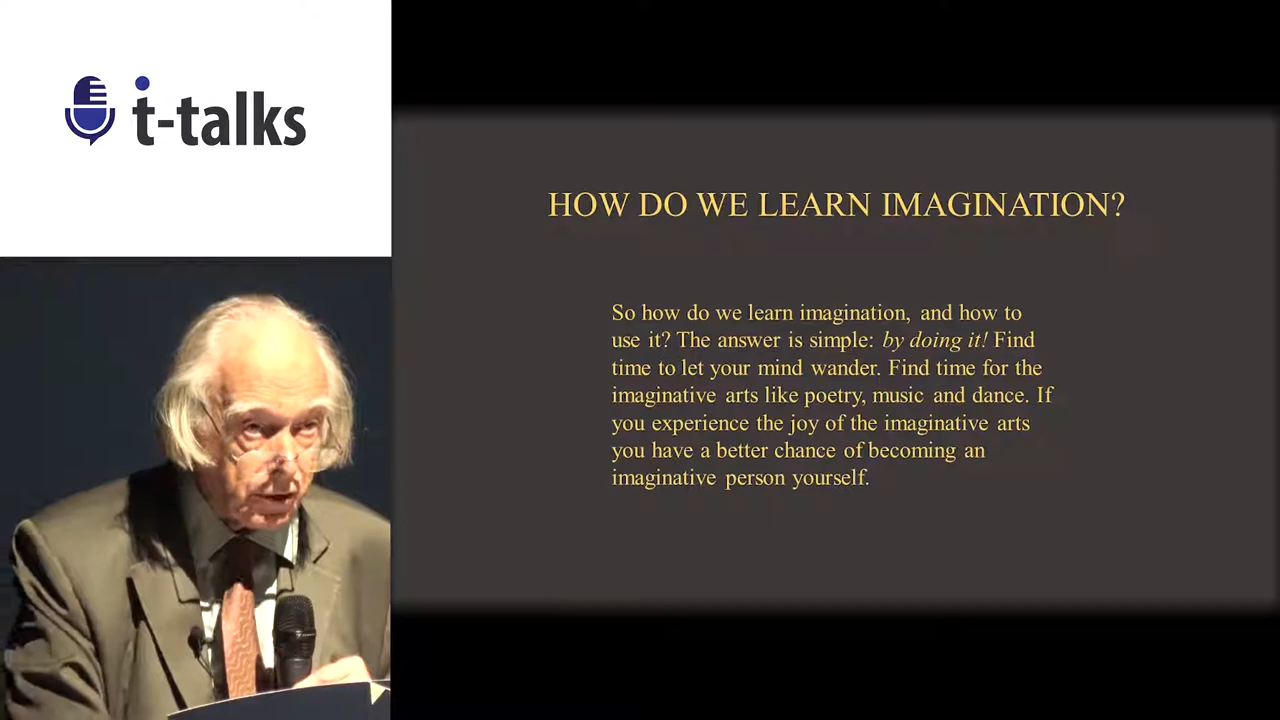 i-talks
HOW DO WE LEARN IMAGINATION?
So how do we learn imagination, and how to
use it? The answer is simple: by doing it! Find
time to let your mind wander. Find time for the
imaginative arts like poetry, music and dance. If
you experience the joy of the imaginative arts
you have a better chance of becoming an
imaginative person yourself.